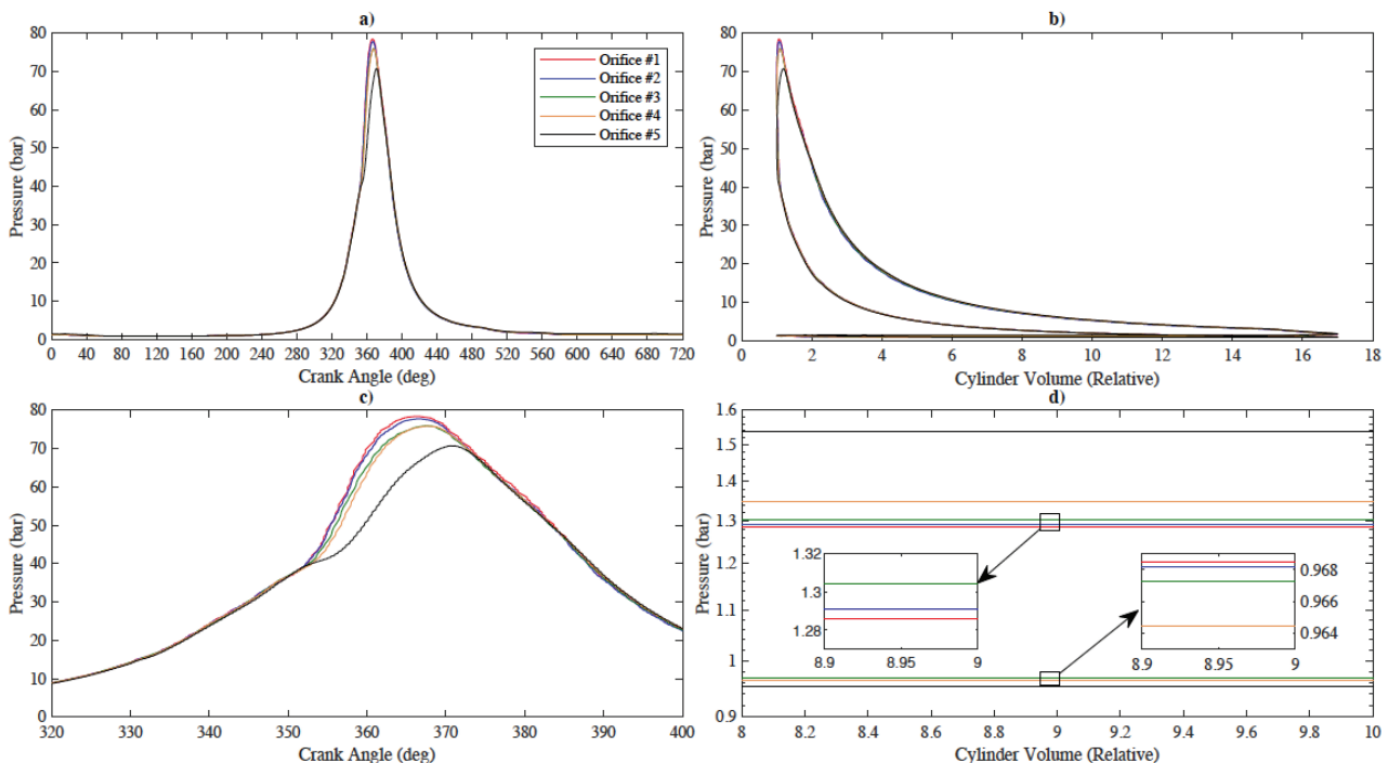 a)
80
70
60
50
40
30
20
10
0
Pressure (bar)
Orifice #1
Orifice #2
Orifice #3
Orifice #4
Orifice #5
0 40 80 120 160 200 240 280 320 360 400 440 480 520 560 600 640 680 720
Crank Angle (deg)
b)
80
70
60
50
40
30
20
10
0
Pressure (bar)
0 2 4 6 8 10 12 14 16 18
Cylinder Volume (Relative)
c)
80
70
60
50
40
30
20
10
0
Pressure (bar)
320 330 340 350 360 370 380 390 400
Crank Angle (deg)
d)
1.6
1.5
1.4
1.3
1.2
1.1
1
0.9
Pressure (bar)
1.32
1.3
1.28
8.9 8.95 9
0.968
0.966
0.964
8.9 8.95 9
8 8.2 8.4 8.6 8.8 9 9.2 9.4 9.6 9.8 10
Cylinder Volume (Relative)